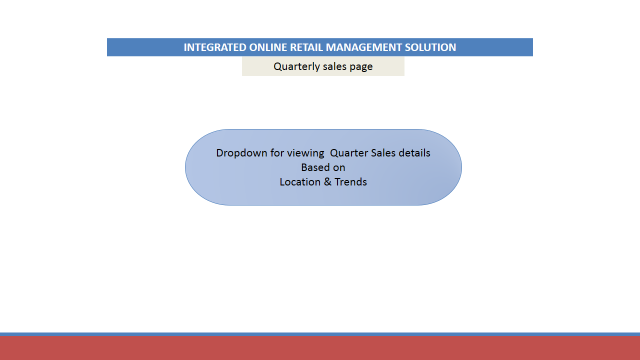 INTEGRATED ONLINE RETAIL MANAGEMENT SOLUTION
Quarterly sales page
Dropdown for viewing  Quarter Sales details
Based on
Location & Trends